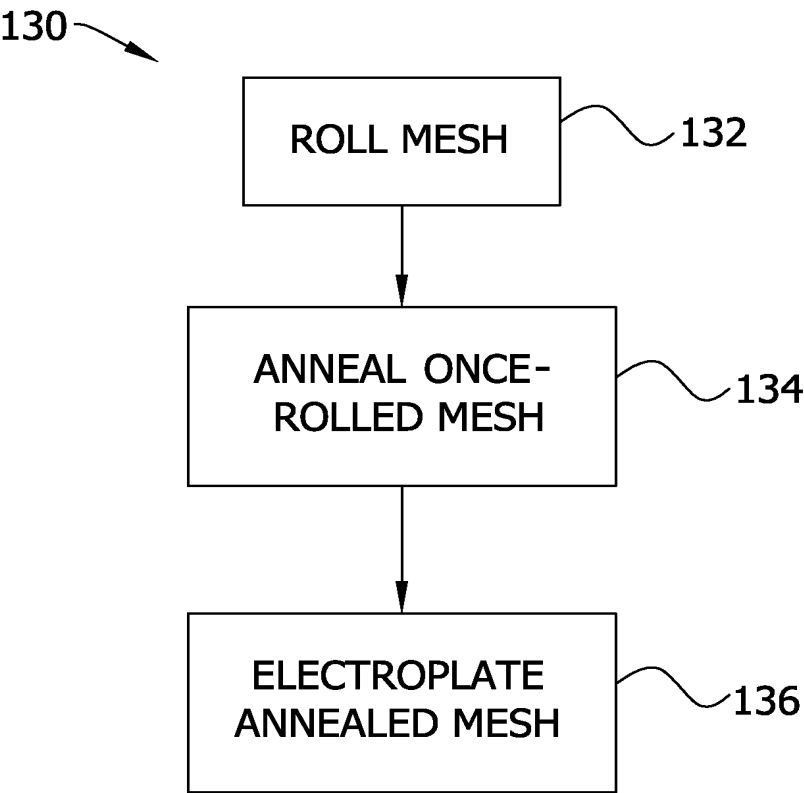 130
ROLL MESH
132
ANNEAL ONCE-
ROLLED MESH
134
ELECTROPLATE
ANNEALED MESH
136